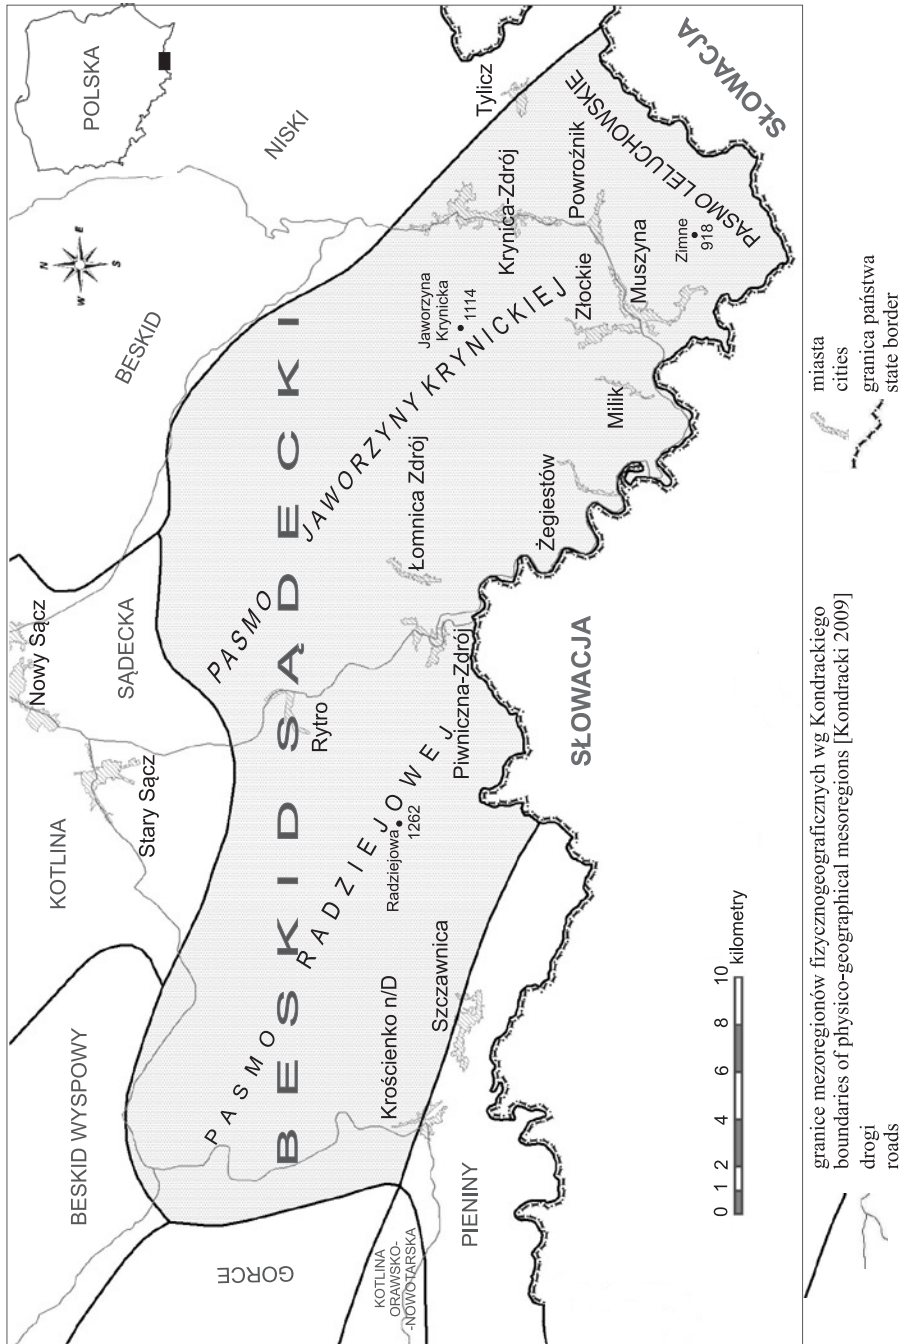 POLSKA
N
E
S
W
BESKID
NISKI
Tylicz
SŁOWACJA
PASMO LELUCHOWSKIE
Powroźnik
Krynica-Zdrój
Zimne
918
Muszyna
Złockie
Jaworzyna
Krynicka
1114
PASMO JAWORZYNY KRYNICKIEJ
Milik
Łomnica Zdrój
Żegiestów
BESKID SĄDECKI
Nowy Sącz
KOTLINA
SĄDECKA
Stary Sącz
Rytro
Piwniczna-Zdrój
SŁOWACJA
PASMO RADZIEJOWEJ
Radziejowa
1262
Szczawnica
Krościenko n/D
BESKID WYSPOWY
GORCE
KOTLINA
ORAWSKO-
-NOWOTARSKA
PIENINY
0 1 2 4 6 8 10
kilometry
granice mezoregionów fizycznogeograficznych wg Kondrackiego
boundaries of physico-geographical mesoregions [Kondracki 2009]
drogi
roads
miasta
cities
granica państwa
state border